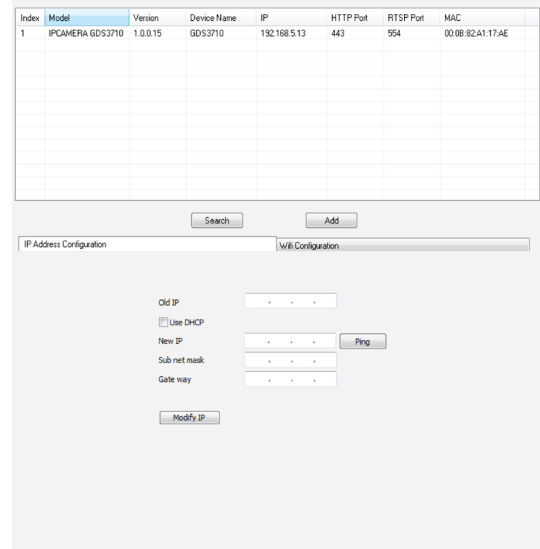 Index Model Version Device Name IP HTTP Port RTSP Port MAC
1 IPCAMERA GDS3710 1.0.0.15 GDS3710 192.168.5.13 443 554 00:0B:82:A1:17:AE
Search Add
IP Address Configuration Wifi Configuration
Old IP . . .
Use DHCP
New IP . . . Ping
Sub net mask . . .
Gate way . . .
Modify IP